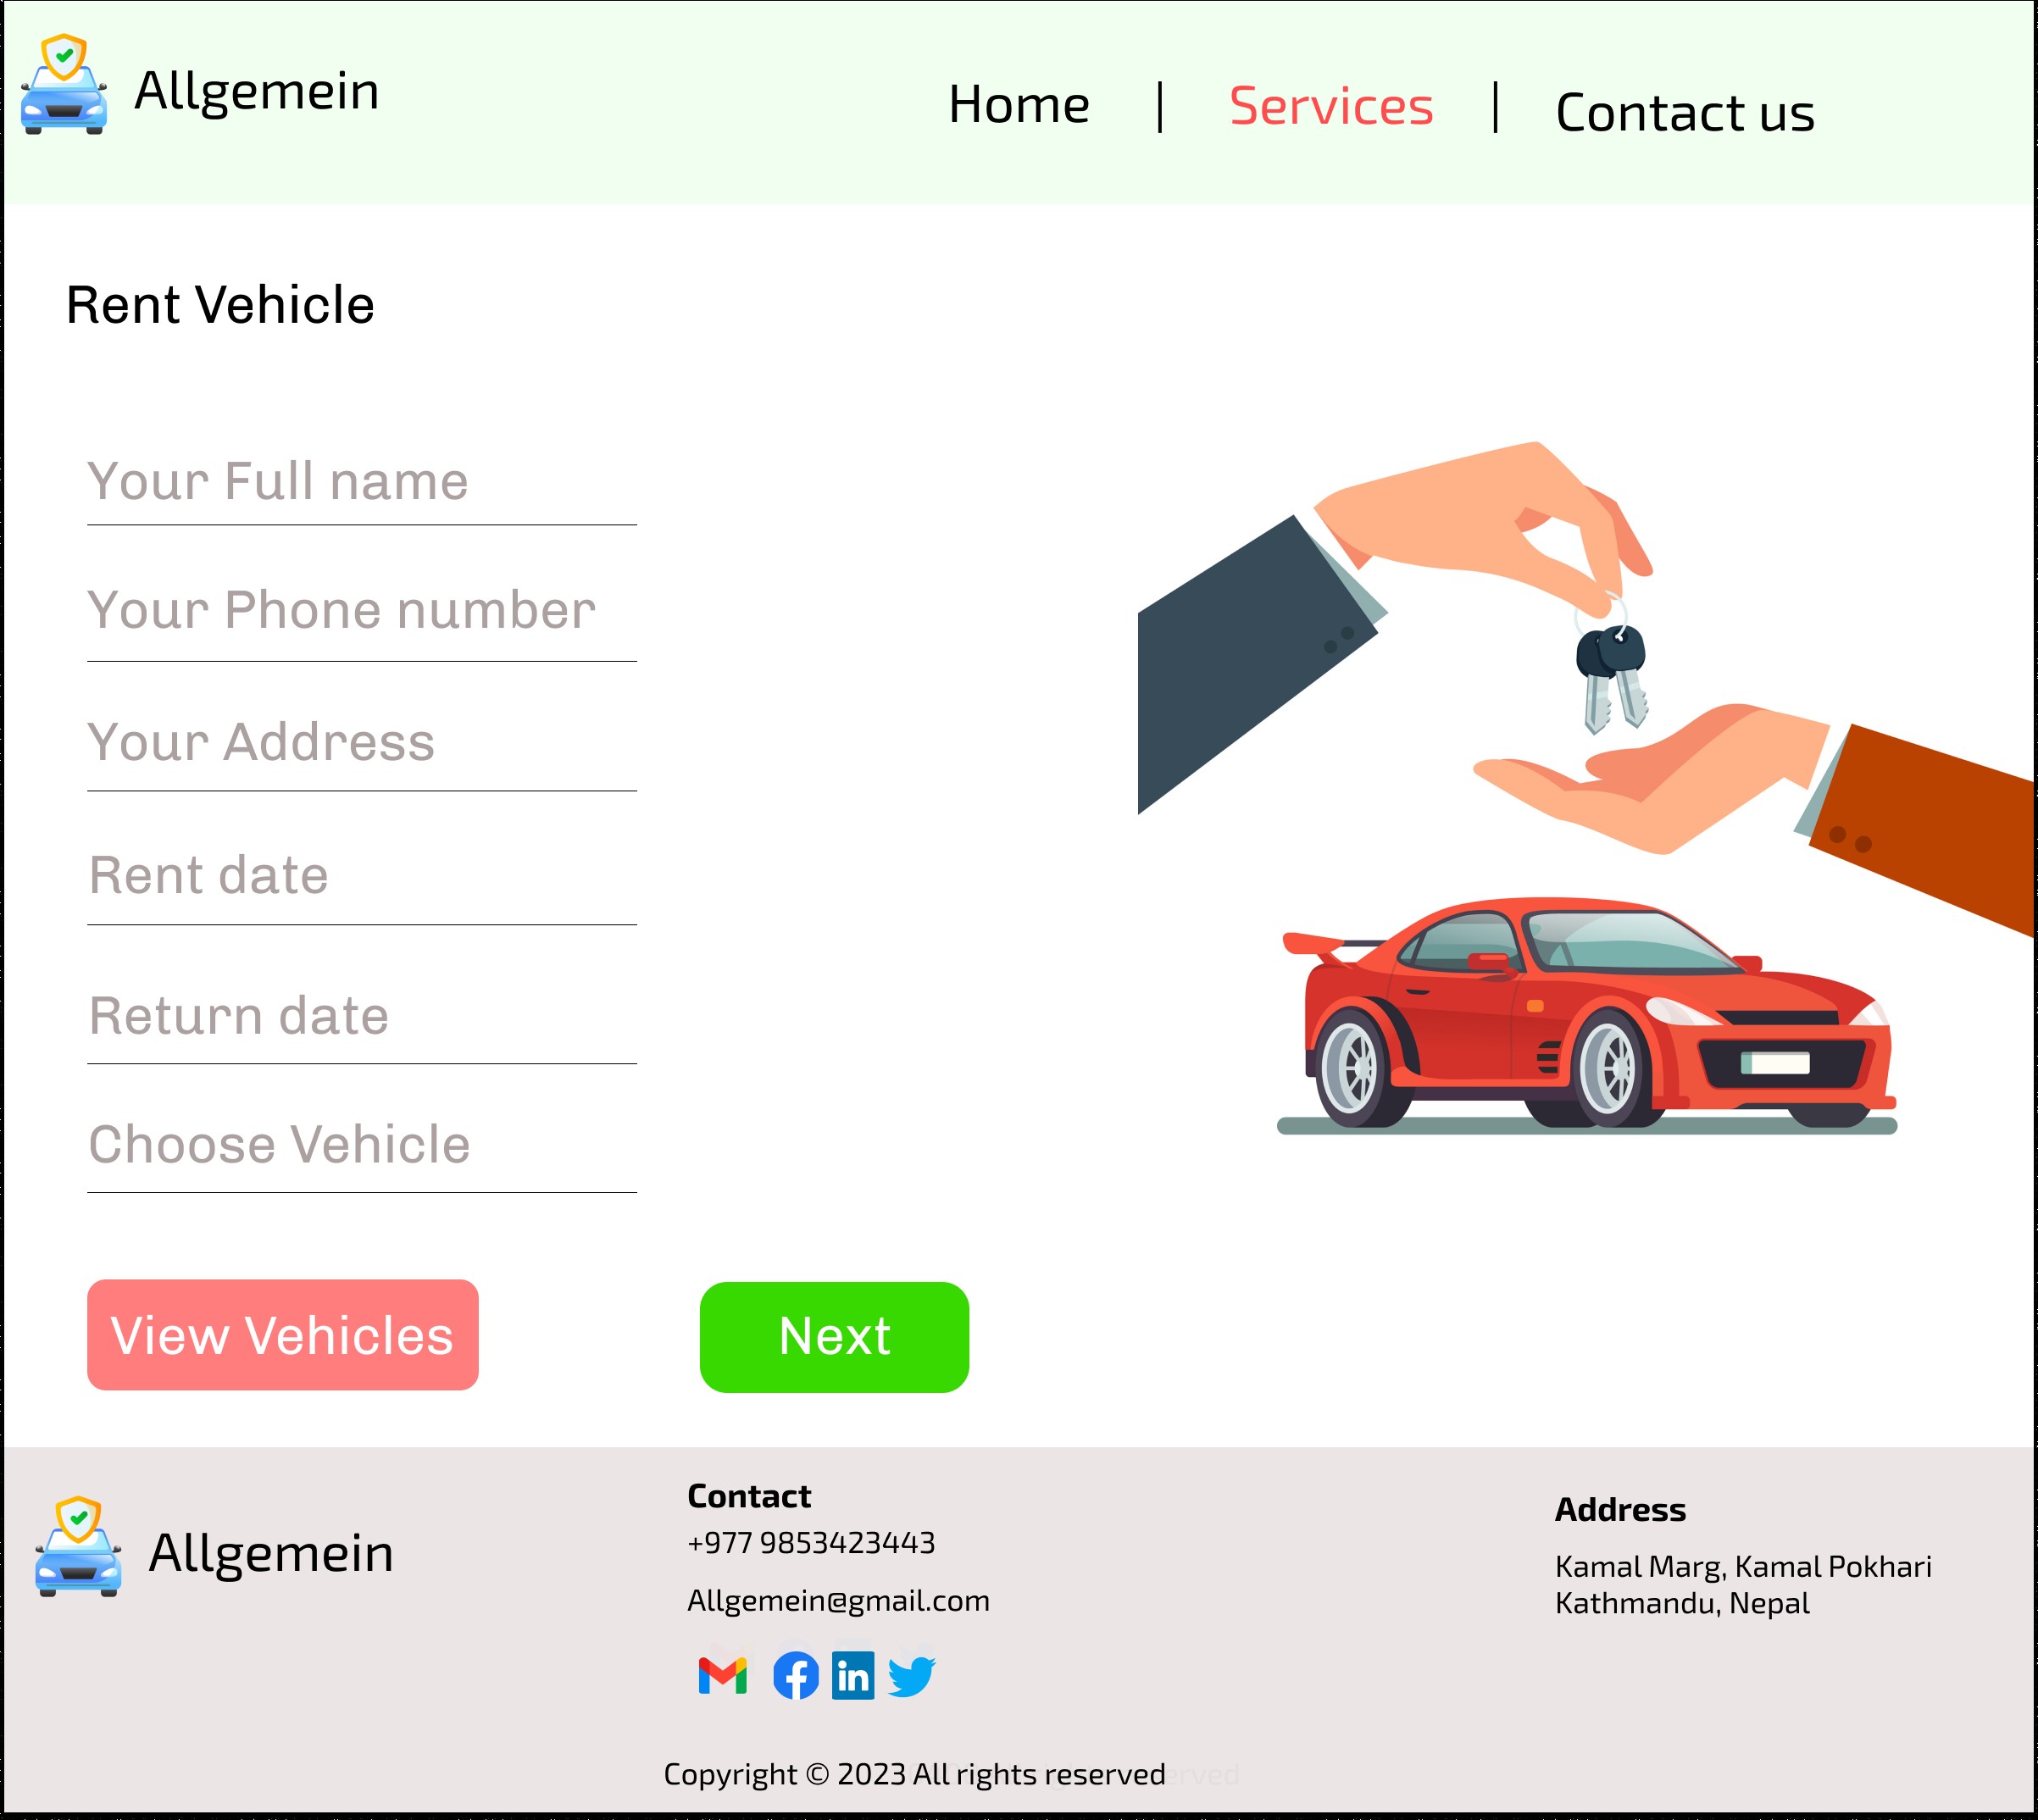 Allgemein
Home | Services | Contact us
Rent Vehicle
Your Full name
Your Phone number
Your Address
Rent date
Return date
Choose Vehicle
View Vehicles
Next
Allgemein
Contact
+977 9853423443
Allgemein@gmail.com
in
Address
Kamal Marg, Kamal Pokhari
Kathmandu, Nepal
Copyright © 2023 All rights reserved